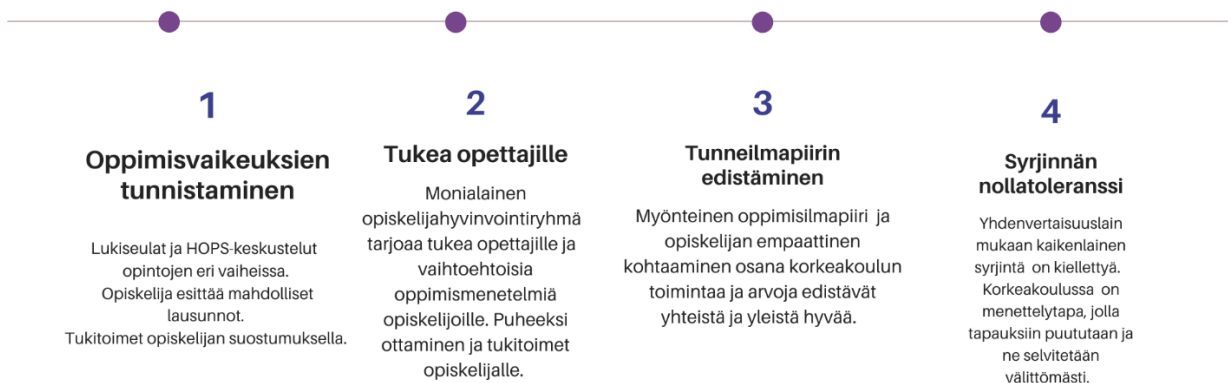 1
Oppimisvaikeuksien
tunnistaminen
Lukiseulat ja HOPS-keskustelut
opintojen eri vaiheissa.
Opiskelija esittää mahdolliset
lausunnot.
Tukitoimet opiskelijan suostumuksella.
2
Tukea opettajille
Monialainen
opiskelijahyvinvointiryhmä
tarjoaa tukea opettajille ja
vaihtoehtoisia
oppimismenetelmiä
opiskelijoille. Puheeksi
ottaminen ja tukitoimet
opiskelijalle.
3
Tunneilmapiirin
edistäminen
Myönteinen oppimisilmapiiri ja
opiskelijan empaattinen
kohtaaminen osana korkeakoulun
toimintaa ja arvoja edistävät
yhteistä ja yleistä hyvää.
4
Syrjinnän
nollatoleranssi
Yhdenvertaisuuslain
mukaan kaikenlainen
syrjintä on kiellettyä.
Korkeakoulussa on
menettelytapa, jolla
tapauksiin puututaan ja
ne selvitetään
välittömästi.